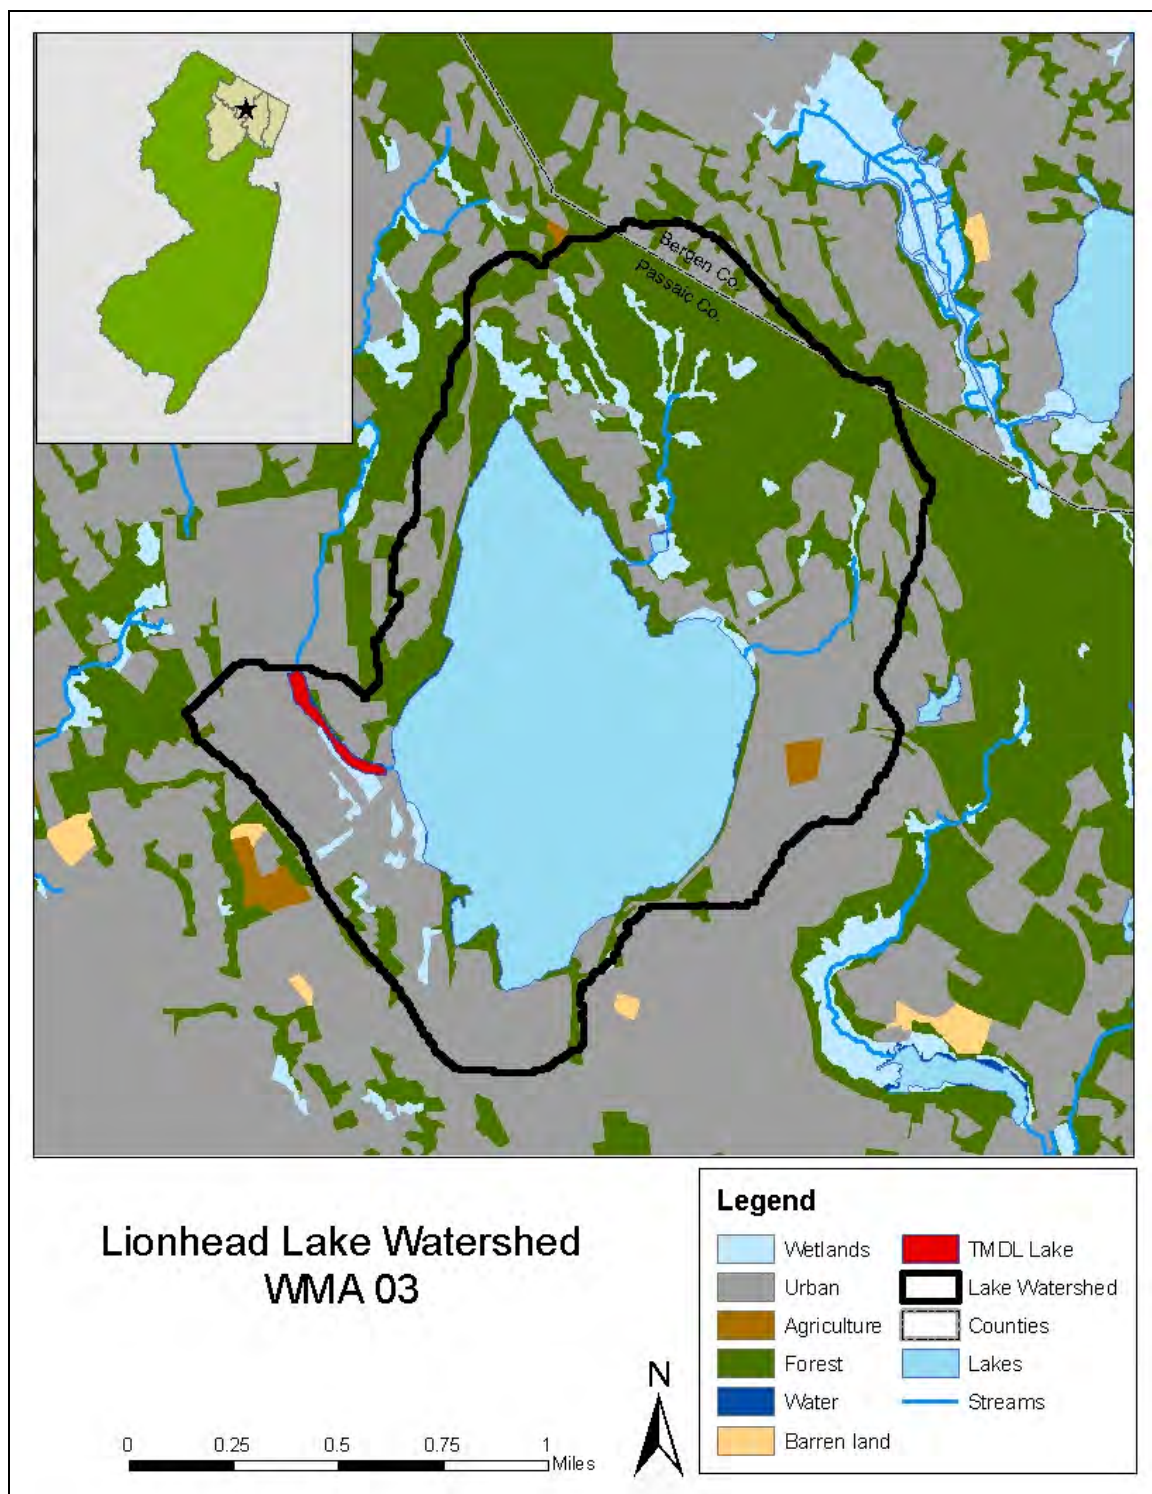 Bergen Co.
Passaic Co.
Lionhead Lake Watershed
WMA 03
Legend
Wetlands
Urban
Agriculture
Forest
Water
Barren land
TMDL Lake
Lake Watershed
Counties
Lakes
Streams
N
0 0.25 0.5 0.75 1
Miles